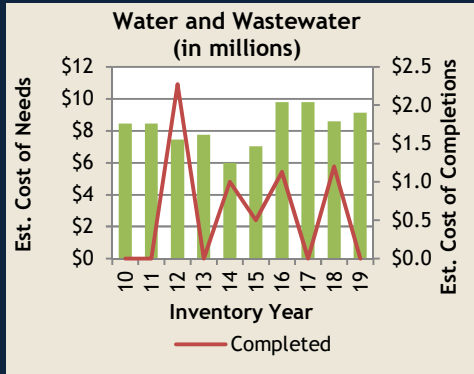 Water and Wastewater
(in millions)
Est. Cost of Needs
$12
$10
$8
$6
$4
$2
$0
$2.5
$2.0
$1.5
$1.0
$0.5
$0.0
Est. Cost of Completions
10 11 12 13 14 15 16 17 18 19
Inventory Year
Completed